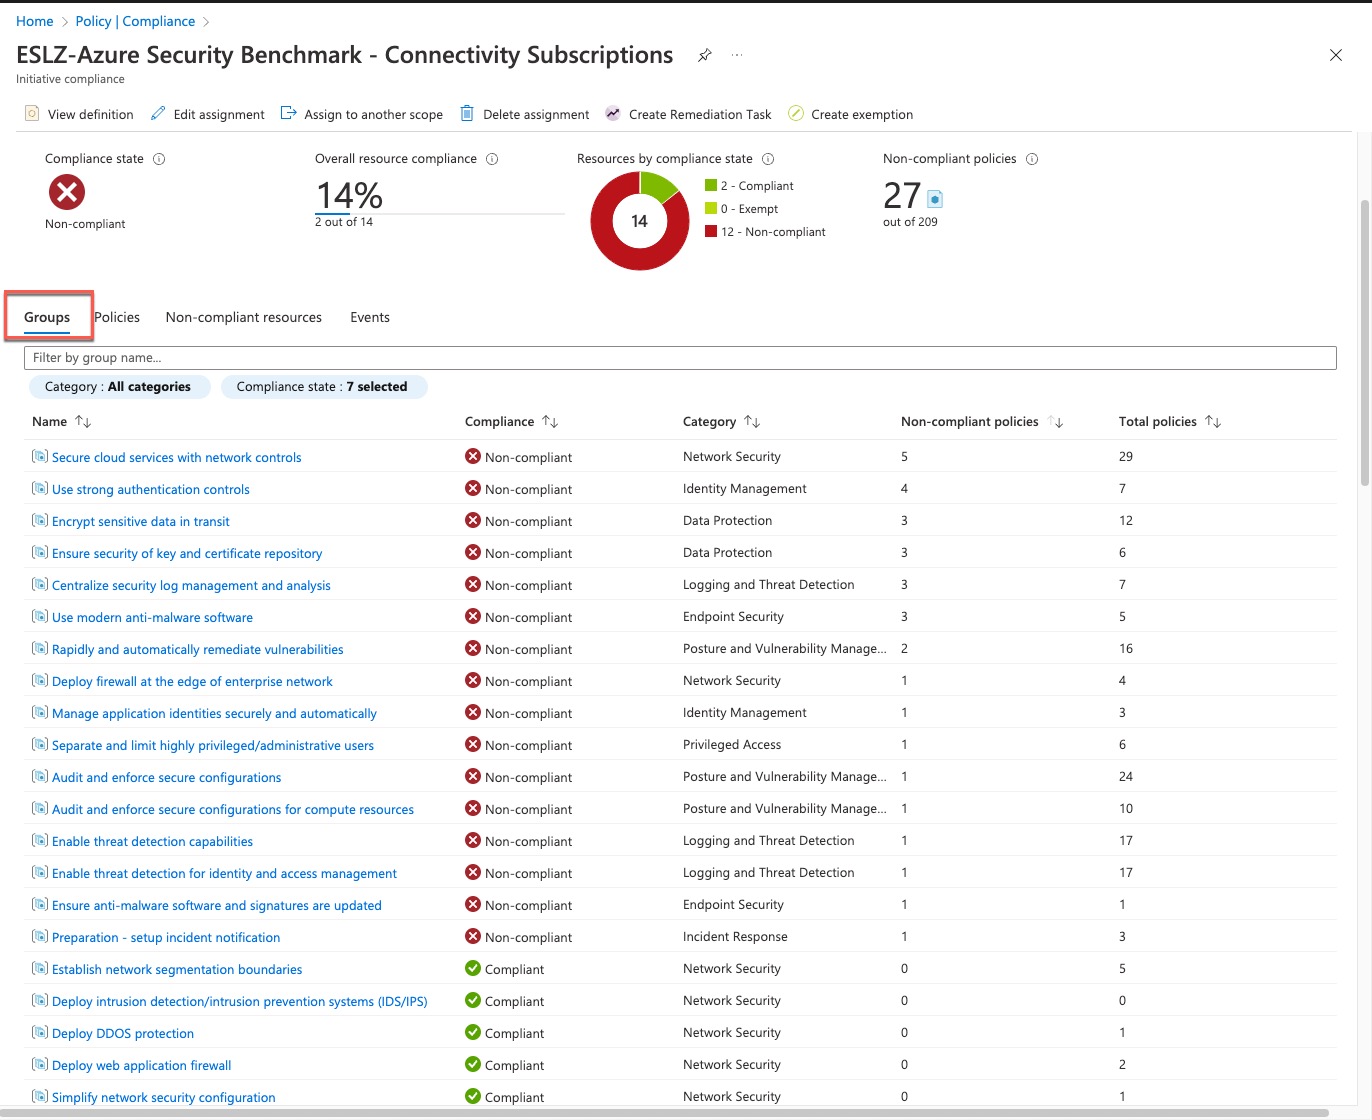 Home > Policy | Compliance >
ESLZ-Azure Security Benchmark - Connectivity Subscriptions ...
Initiative compliance
View definition Edit assignment Assign to another scope Delete assignment Create Remediation Task Create exemption
Compliance state
Non-compliant
Overall resource compliance
14%
2 out of 14
Resources by compliance state
14
2 - Compliant
0 - Exempt
12 - Non-compliant
Non-compliant policies
27
out of 209
Groups Policies Non-compliant resources Events
Filter by group name...
Category : All categories Compliance state : 7 selected
Name Compliance Category Non-compliant policies Total policies
Secure cloud services with network controls Non-compliant Network Security 5 29
Use strong authentication controls Non-compliant Identity Management 4 7
Encrypt sensitive data in transit Non-compliant Data Protection 3 12
Ensure security of key and certificate repository Non-compliant Data Protection 3 6
Centralize security log management and analysis Non-compliant Logging and Threat Detection 3 7
Use modern anti-malware software Non-compliant Endpoint Security 3 5
Rapidly and automatically remediate vulnerabilities Non-compliant Posture and Vulnerability Manage... 2 16
Deploy firewall at the edge of enterprise network Non-compliant Network Security 1 4
Manage application identities securely and automatically Non-compliant Identity Management 1 3
Separate and limit highly privileged/administrative users Non-compliant Privileged Access 1 6
Audit and enforce secure configurations Non-compliant Posture and Vulnerability Manage... 1 24
Audit and enforce secure configurations for compute resources Non-compliant Posture and Vulnerability Manage... 1 10
Enable threat detection capabilities Non-compliant Logging and Threat Detection 1 17
Enable threat detection for identity and access management Non-compliant Logging and Threat Detection 1 17
Ensure anti-malware software and signatures are updated Non-compliant Endpoint Security 1 1
Preparation - setup incident notification Non-compliant Incident Response 1 3
Establish network segmentation boundaries Compliant Network Security 0 5
Deploy intrusion detection/intrusion prevention systems (IDS/IPS) Compliant Network Security 0 0
Deploy DDOS protection Compliant Network Security 0 1
Deploy web application firewall Compliant Network Security 0 2
Simplify network security configuration Compliant Network Security 0 1